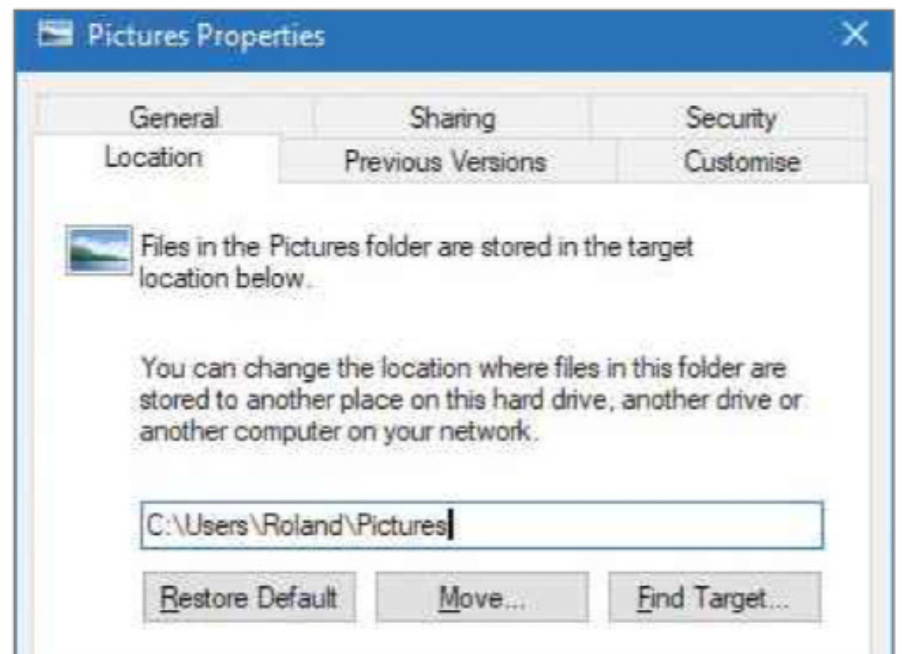 Pictures Properties
General Sharing Security
Location Previous Versions Customise
Files in the Pictures folder are stored in the target
location below.
You can change the location where files in this folder are
stored to another place on this hard drive, another drive or
another computer on your network.
C:\Users\Roland\Pictures
Restore Default Move... Find Target...